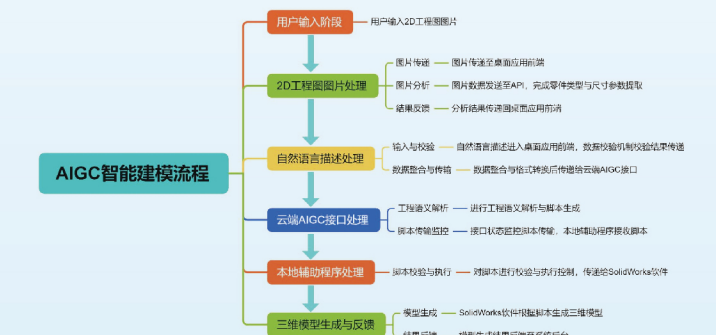 用户输入阶段
用户输入2D工程图图片
2D工程图图片处理
图片传递
图片传递至桌面应用前端
图片分析
图片数据发送至API，完成零件类型与尺寸参数提取
结果反馈
分析结果传递回桌面应用前端
AIGC智能建模流程
自然语言描述处理
输入与校验
自然语言描述进入桌面应用前端，数据校验机制校验结果传递
数据整合与传输
数据整合与格式转换后传递给云端AIGC接口
云端AIGC接口处理
工程语义解析
进行工程语义解析与脚本生成
脚本传输监控
接口状态监控脚本传输，本地辅助程序接收脚本
本地辅助程序处理
脚本校验与执行
对脚本进行校验与执行控制，传递给SolidWorks软件
三维模型生成与反馈
模型生成
SolidWorks软件根据脚本生成三维模型
结果反馈